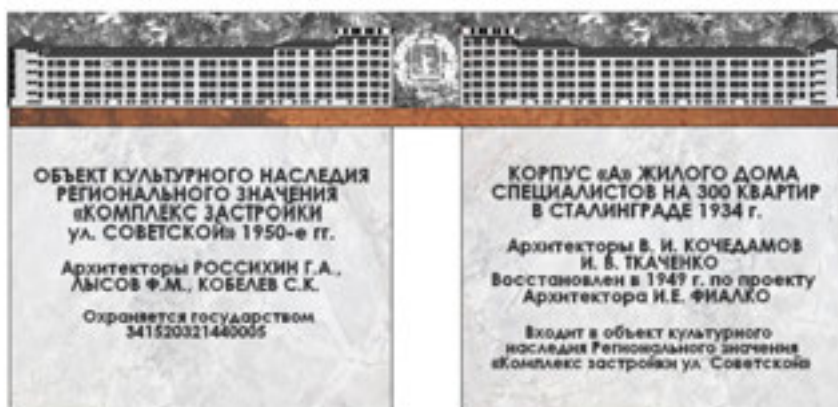 ОБЪЕКТ КУЛЬТУРНОГО НАСЛЕДИЯ
РЕГИОНАЛЬНОГО ЗНАЧЕНИЯ
«КОМПЛЕКС ЗАСТРОЙКИ
ул. СОВЕТСКОЙ» 1950-е гг.
Архитекторы РОССИХИН Г.А.,
ЛЫСОВ Ф.М., КОБЕЛЕВ С.К.
Охраняется государством
341520321440005
КОРПУС «А» ЖИЛОГО ДОМА
СПЕЦИАЛИСТОВ НА 300 КВАРТИР
В СТАЛИНГРАДЕ 1934 г.
Архитекторы В. И. КОЧЕДАМОВ
И. В. ТКАЧЕНКО
Восстановлен в 1949 г. по проекту
Архитектора И.Е. ФИАЛКО
Входит в объект культурного
наследия Регионального значения
«Комплекс застройки ул. Советской»